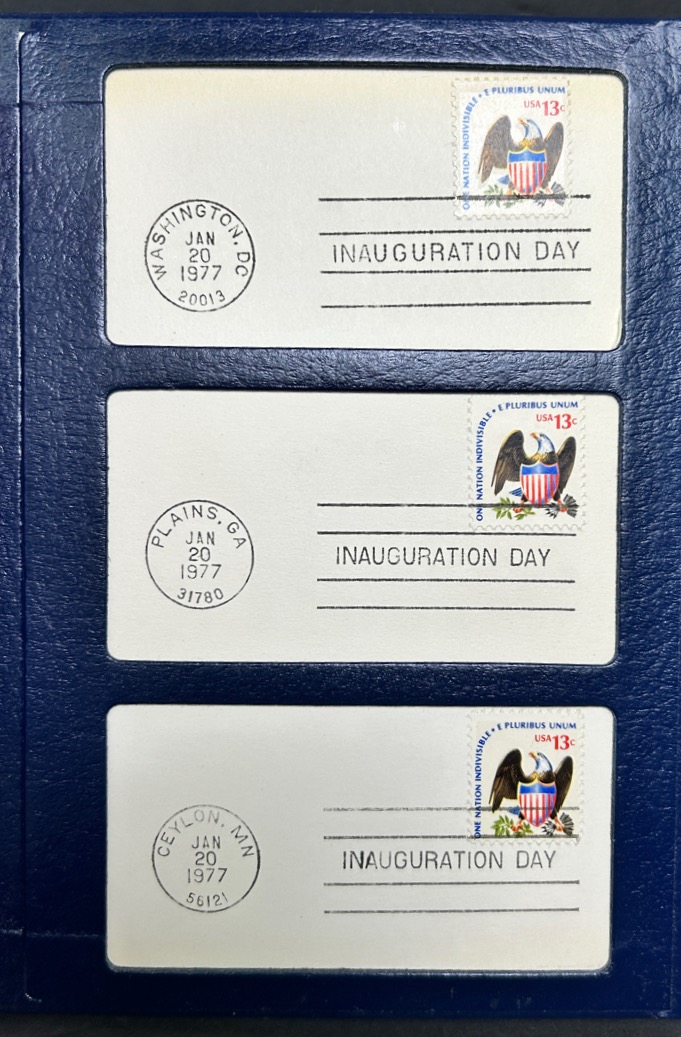 ONE NATION INDIVISIBLE • E PLURIBUS UNUM
USA 13c
WASHINGTON, DC
JAN
20
1977
20013
INAUGURATION DAY
ONE NATION INDIVISIBLE • E PLURIBUS UNUM
USA 13c
PLAINS, GA
JAN
20
1977
31780
INAUGURATION DAY
ONE NATION INDIVISIBLE • E PLURIBUS UNUM
USA 13c
CEYLON, MN
JAN
20
1977
56121
INAUGURATION DAY